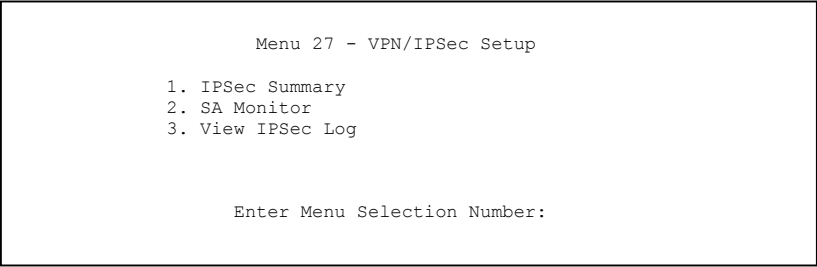 Menu 27 - VPN/IPSec Setup
1. IPSec Summary
2. SA Monitor
3. View IPSec Log
Enter Menu Selection Number: